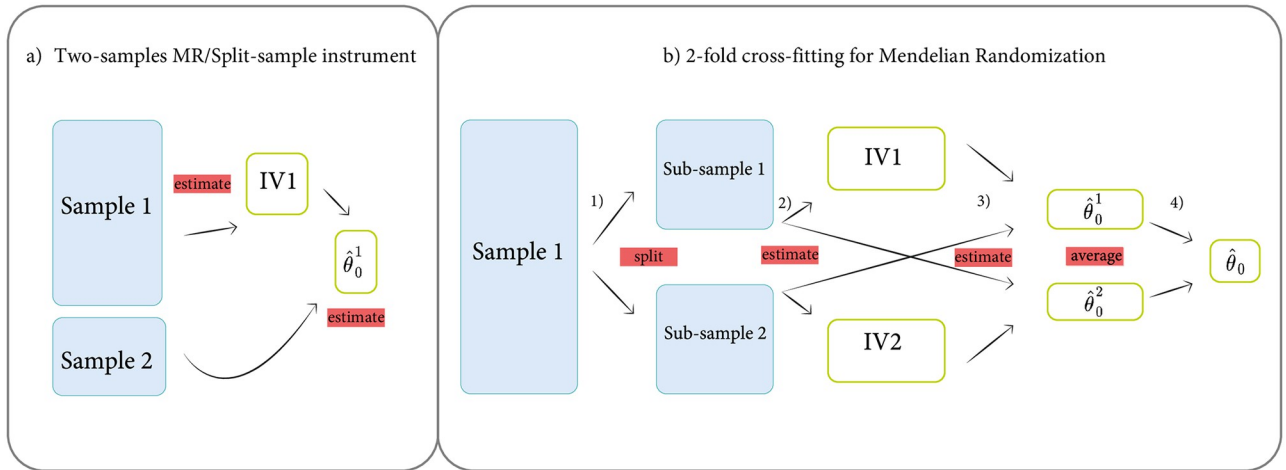 a) Two-samples MR/Split-sample instrument
Sample 1
estimate
IV1
θ̂₀¹
estimate
Sample 2
b) 2-fold cross-fitting for Mendelian Randomization
Sample 1
1)
split
Sub-sample 1
Sub-sample 2
2)
estimate
IV1
IV2
3)
estimate
θ̂₀¹
average
θ̂₀²
4)
θ̂₀